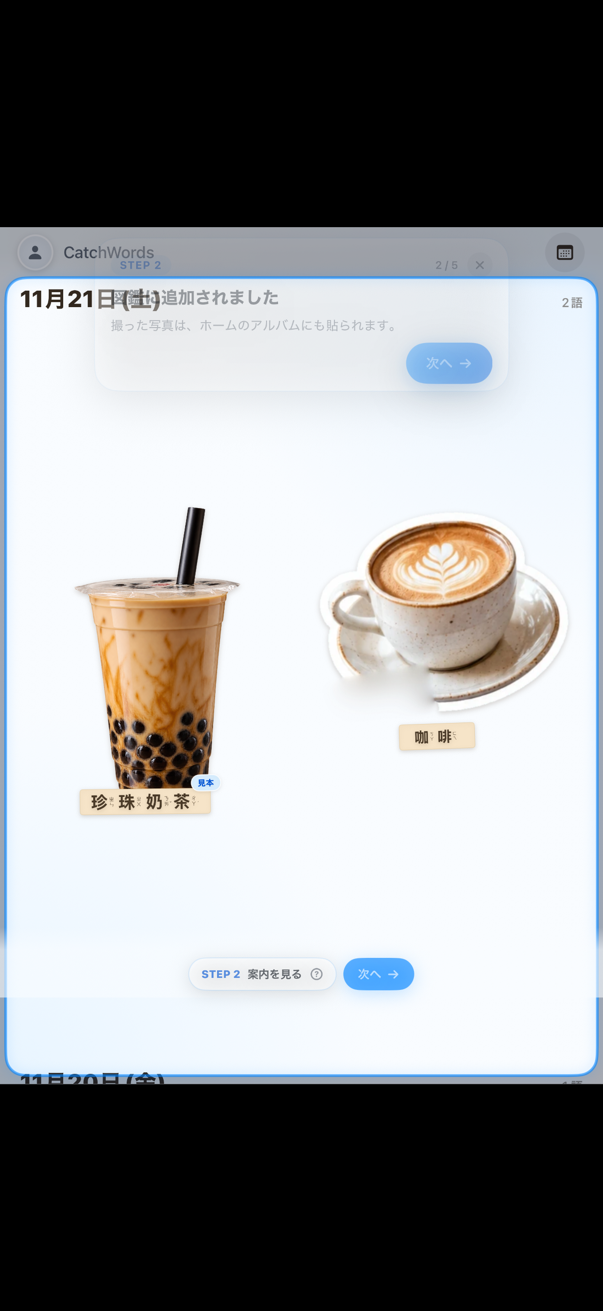 CatchWords
STEP 2
2 / 5
11月21日(土)
図鑑に追加されました
2語
撮った写真は、ホームのアルバムにも貼られます。
次へ →
咖啡
見本
珍珠奶茶
STEP 2 案内を見る ?
次へ →
11月20日(金)